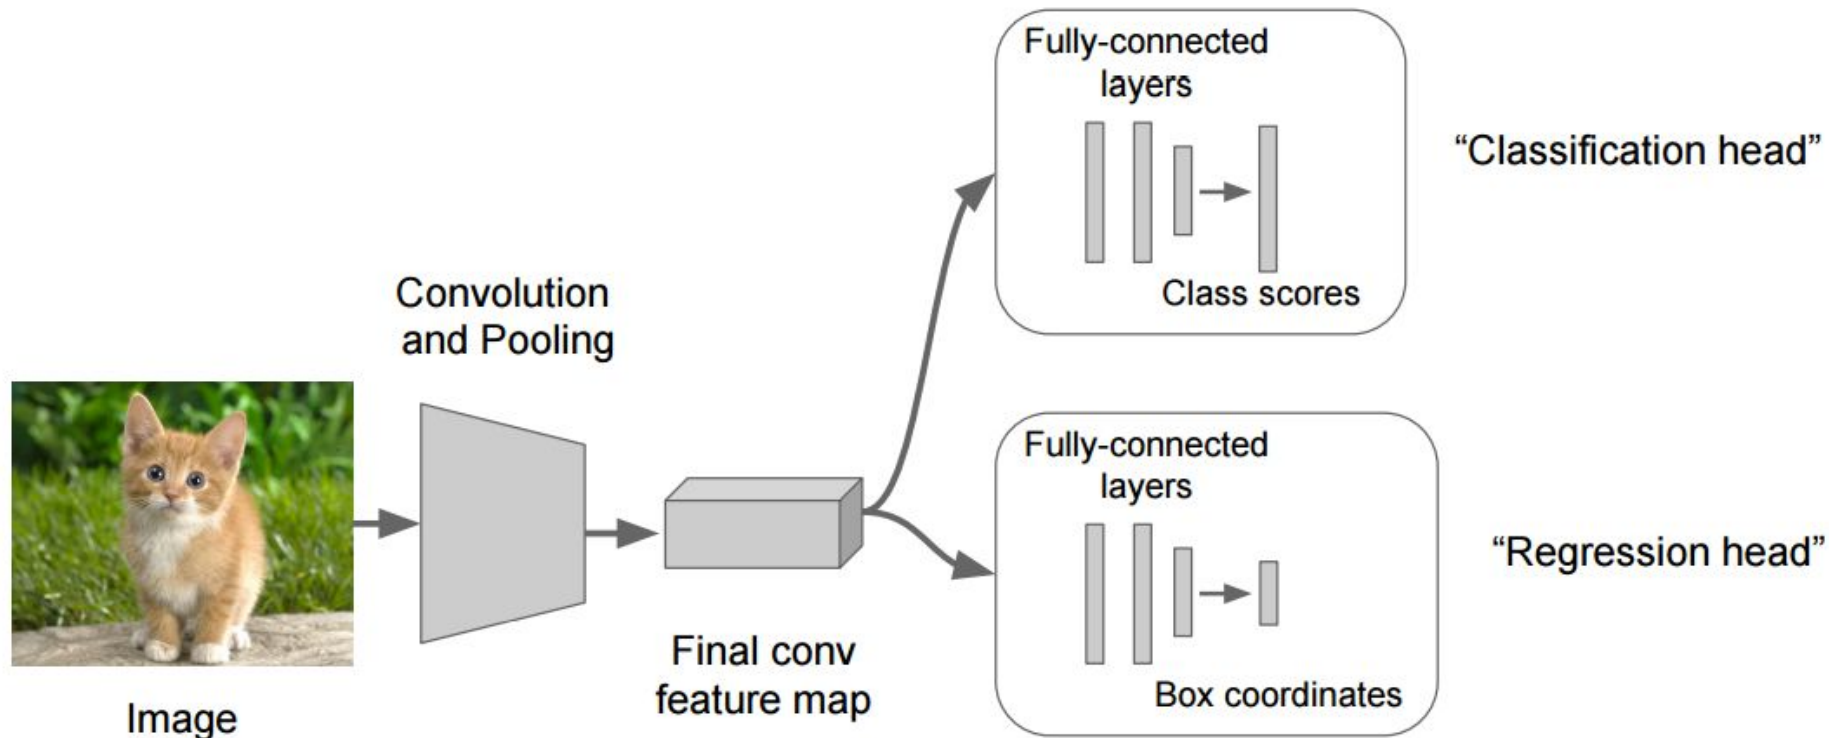 Fully-connected
layers
Class scores
“Classification head”
Convolution
and Pooling
Image
Final conv
feature map
Fully-connected
layers
Box coordinates
“Regression head”